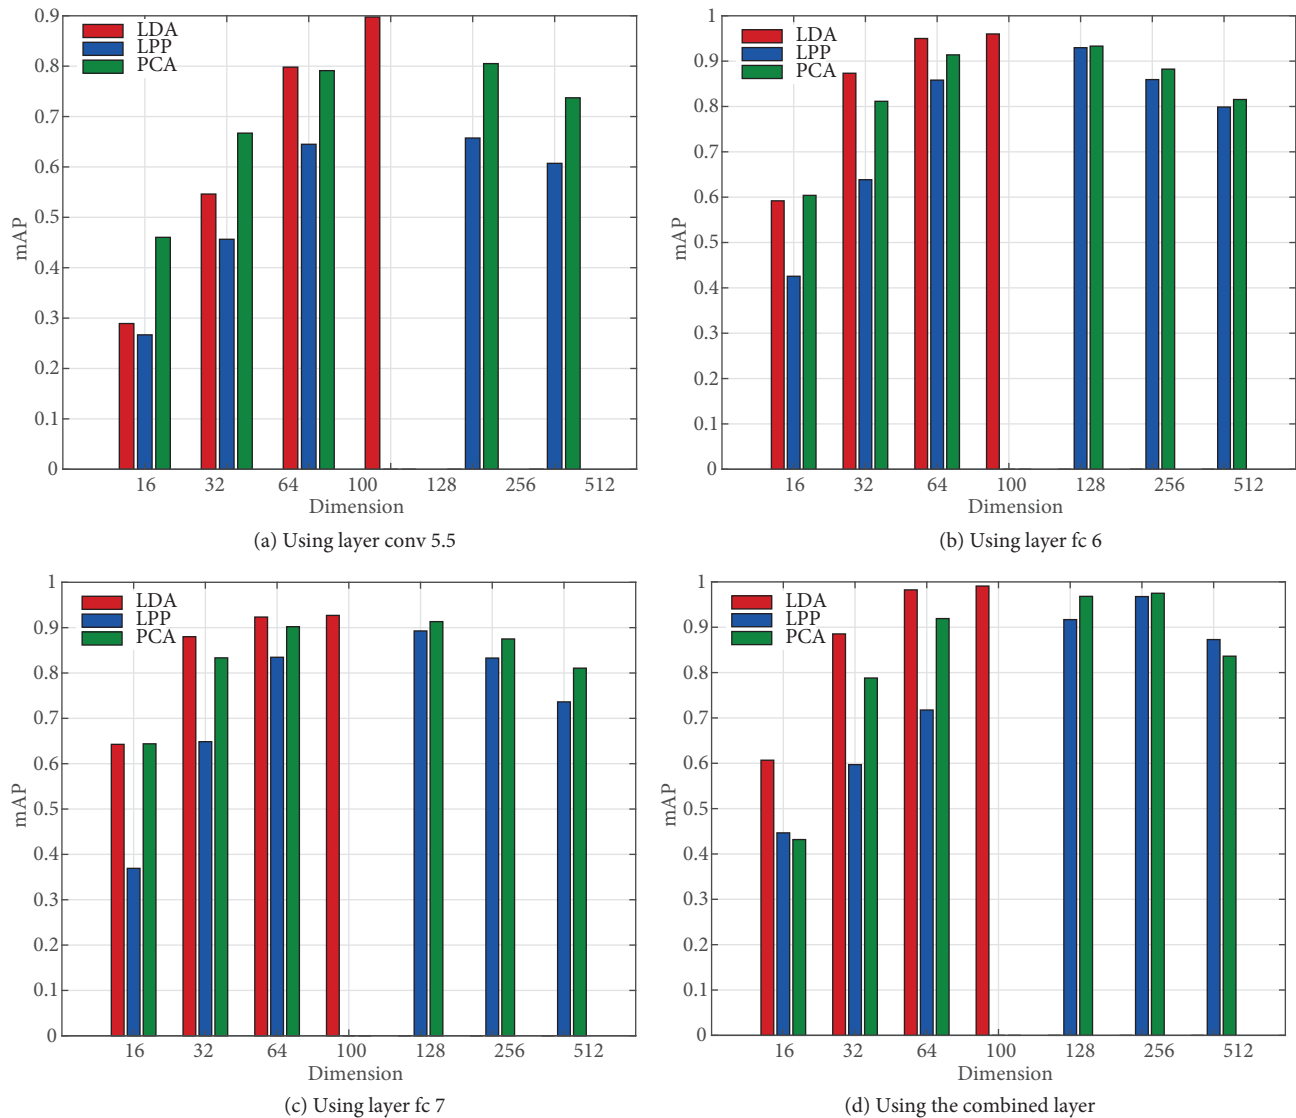 0.9
0.8
0.7
0.6
0.5
0.4
0.3
0.2
0.1
0
mAP
LDA
LPP
PCA
16 32 64 100 128 256 512
Dimension
(a) Using layer conv 5.5
1
0.9
0.8
0.7
0.6
0.5
0.4
0.3
0.2
0.1
0
mAP
LDA
LPP
PCA
16 32 64 100 128 256 512
Dimension
(b) Using layer fc 6
1
0.9
0.8
0.7
0.6
0.5
0.4
0.3
0.2
0.1
0
mAP
LDA
LPP
PCA
16 32 64 100 128 256 512
Dimension
(c) Using layer fc 7
1
0.9
0.8
0.7
0.6
0.5
0.4
0.3
0.2
0.1
0
mAP
LDA
LPP
PCA
16 32 64 100 128 256 512
Dimension
(d) Using the combined layer